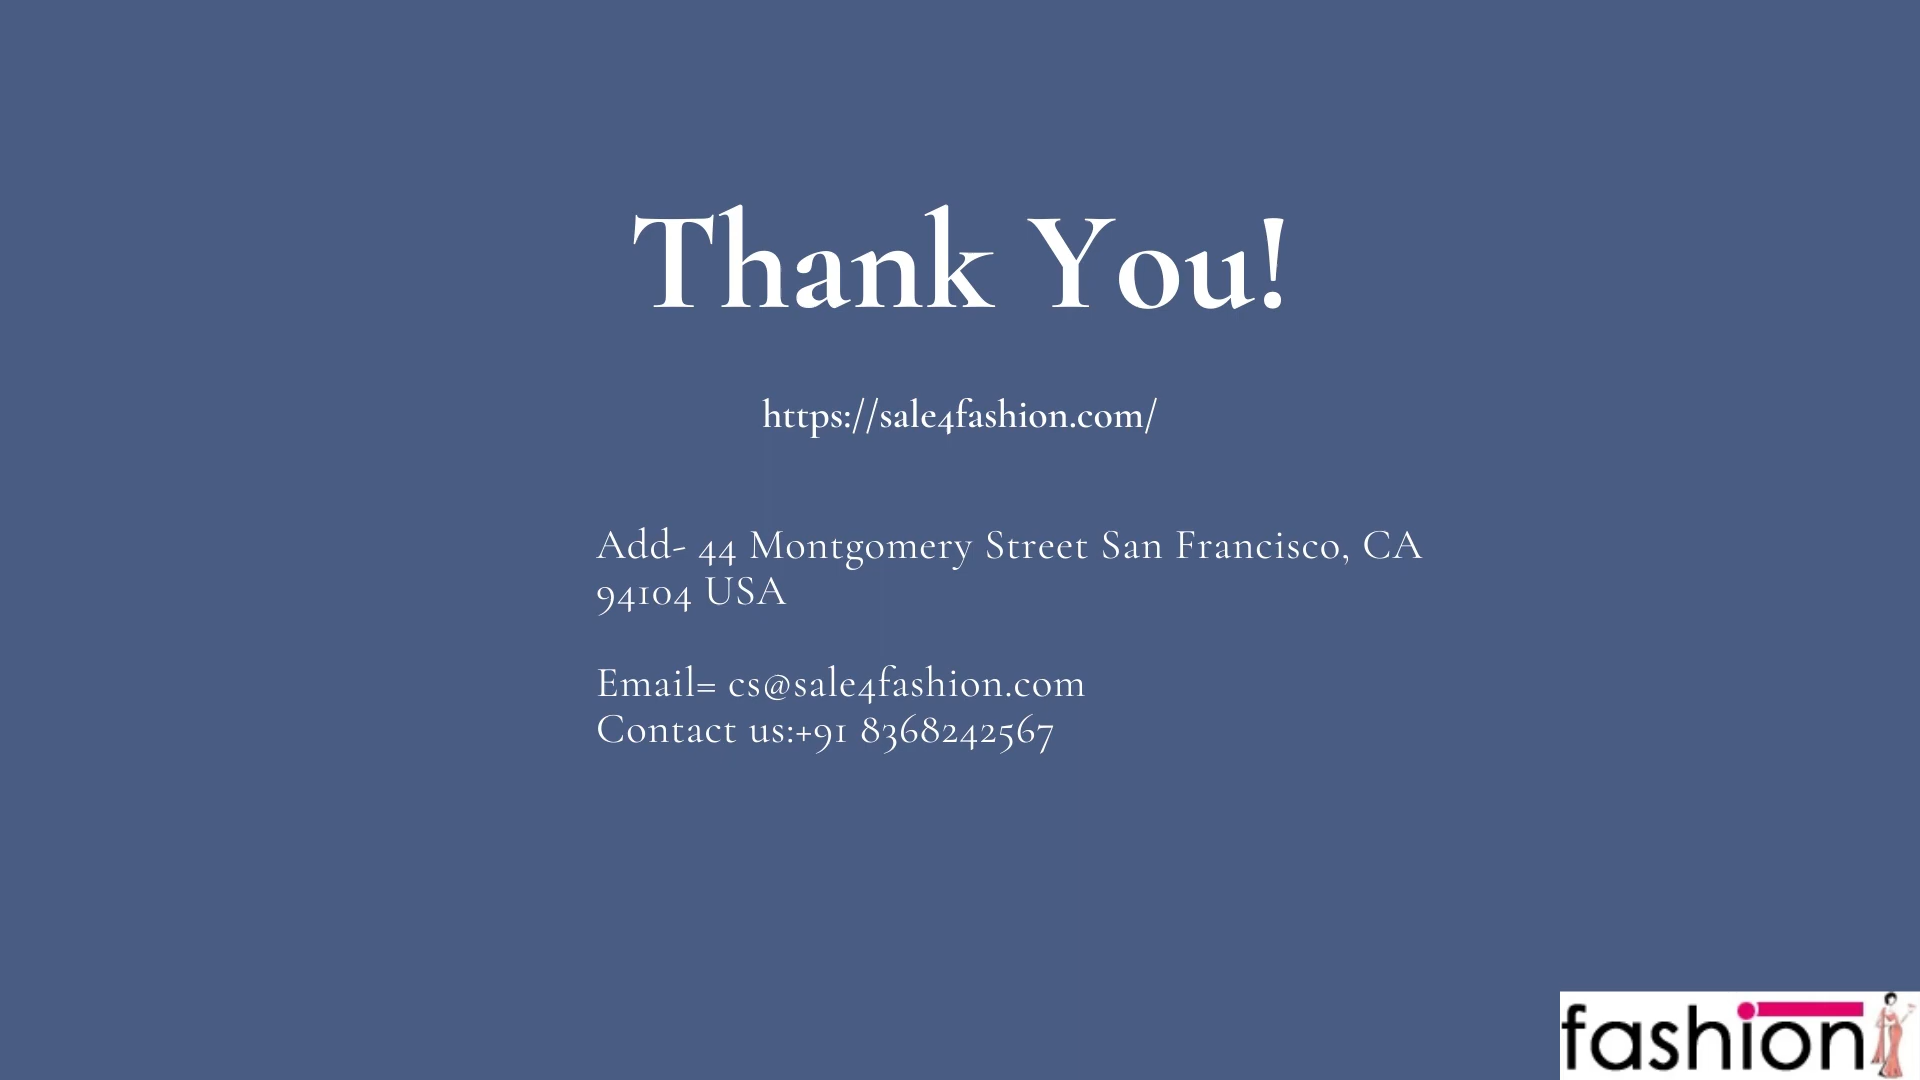 Thank You!
https://sale4fashion.com/
Add- 44 Montgomery Street San Francisco, CA
94104 USA
Email= cs@sale4fashion.com
Contact us:+91 8368242567
fashion